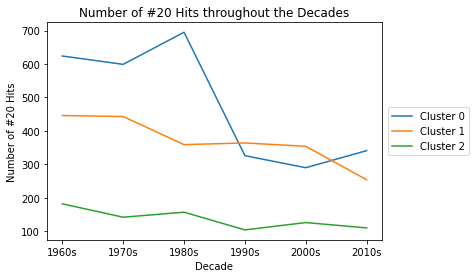 Number of #20 Hits throughout the Decades
700
600
500
400
300
200
100
Number of #20 Hits
1960s 1970s 1980s 1990s 2000s 2010s
Decade
Cluster 0
Cluster 1
Cluster 2